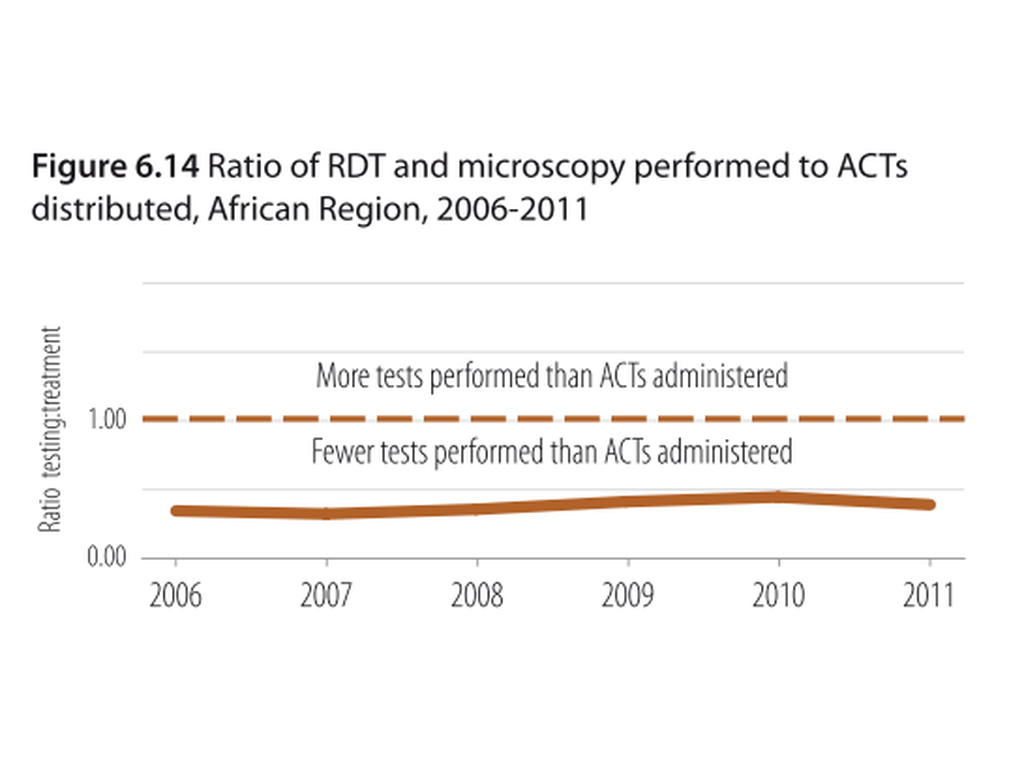 Figure 6.14 Ratio of RDT and microscopy performed to ACTs
distributed, African Region, 2006-2011
Ratio testing:treatment
More tests performed than ACTs administered
1.00
Fewer tests performed than ACTs administered
0.00
2006 2007 2008 2009 2010 2011